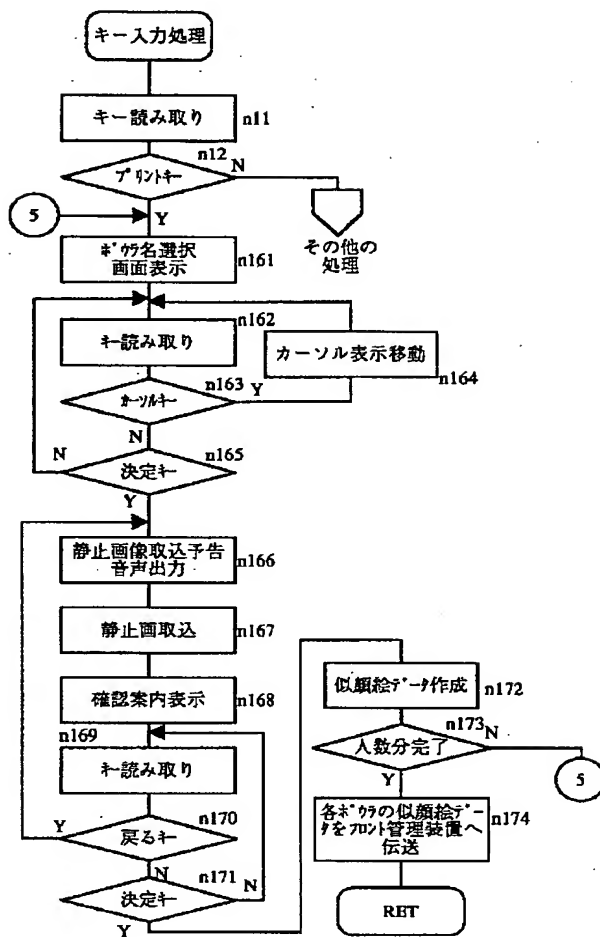 キー入力処理
キー読み取り
n11
n12
プリントキー
N
Y
5
その他の
処理
ボウラ名選択
画面表示
n161
n162
キー読み取り
カーソル表示移動
n164
n163
カーソルキー
Y
N
n165
決定キー
N
Y
静止画像取込予告
音声出力
n166
静止画取込
n167
確認案内表示
n168
n169
キー読み取り
n170
戻るキー
Y
N
n171
決定キー
N
Y
似顔絵データ作成
n172
n173
人数分完了
N
Y
5
各ボウラの似顔絵デー
タをフロント管理装置へ
伝送
n174
RET